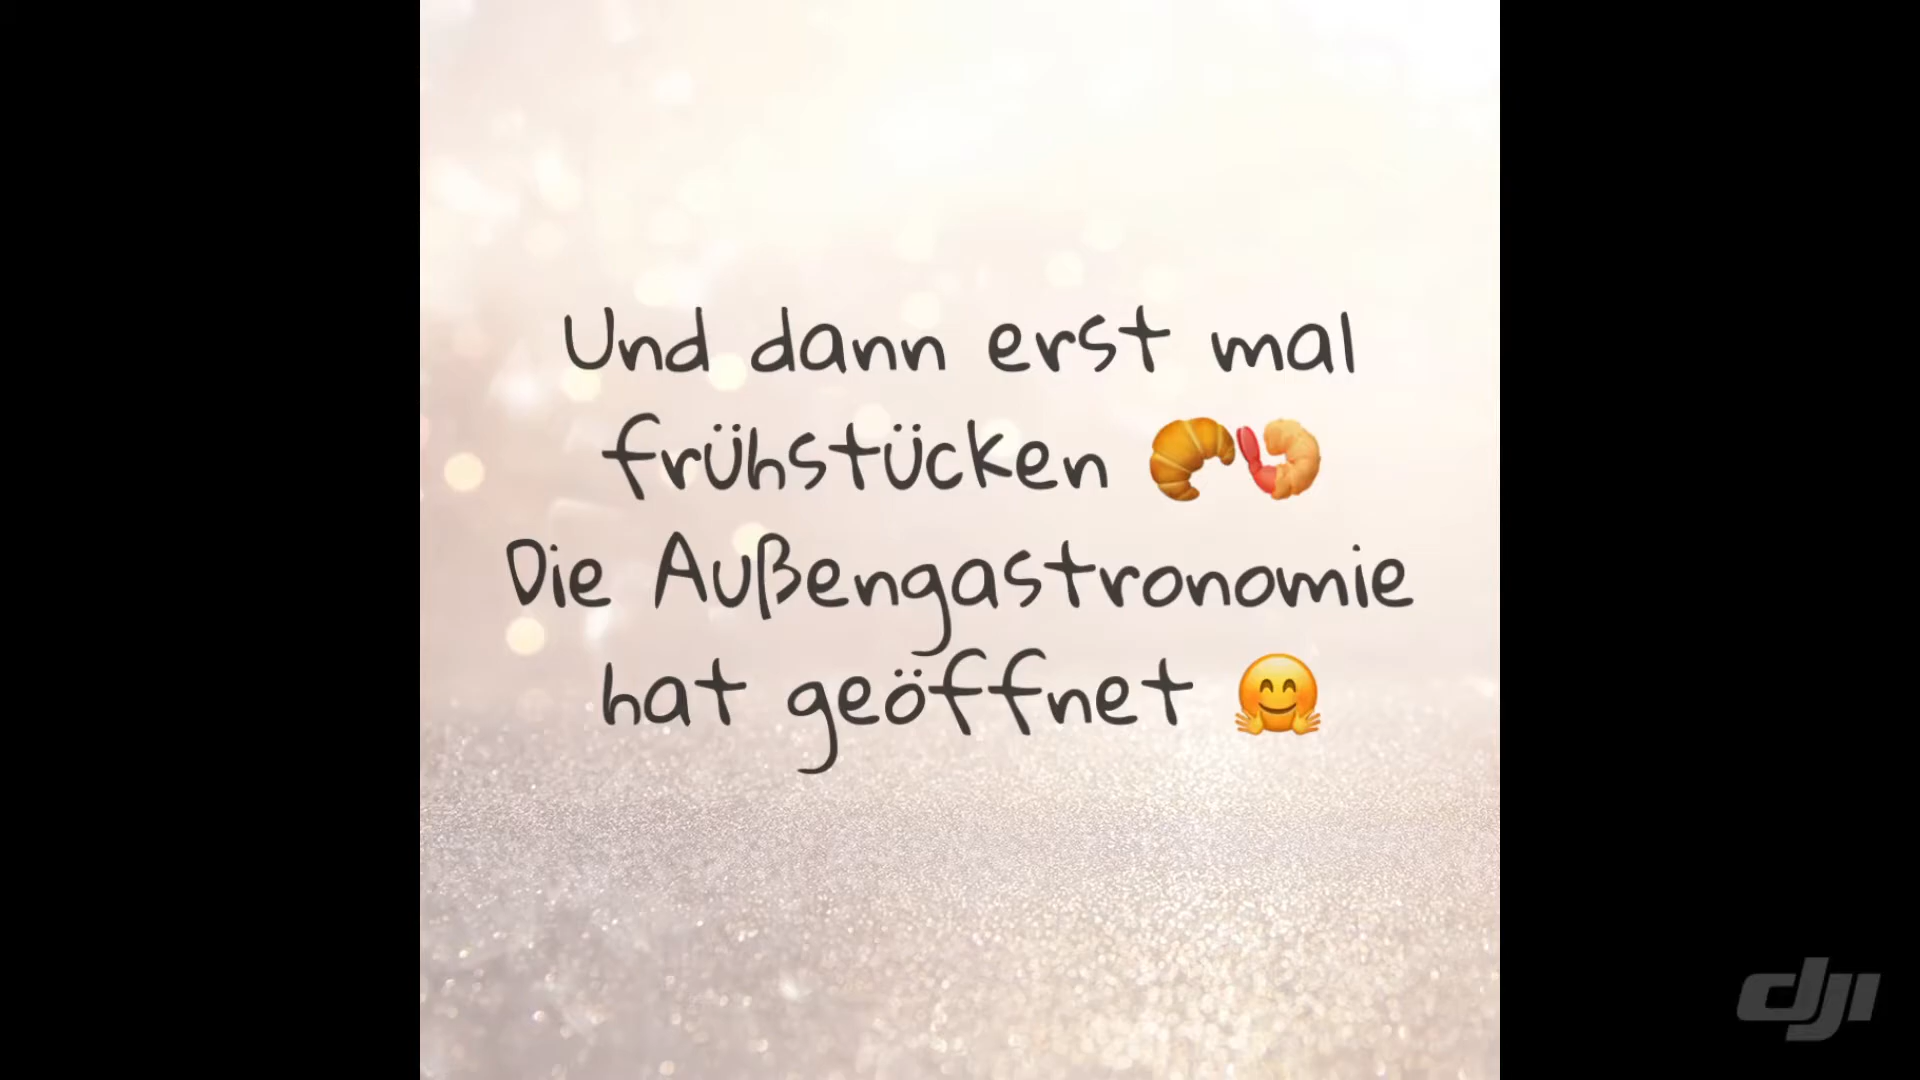 Und dann erst mal
frühstücken 🥐🍤
Die Außengastronomie
hat geöffnet 🤗
dji